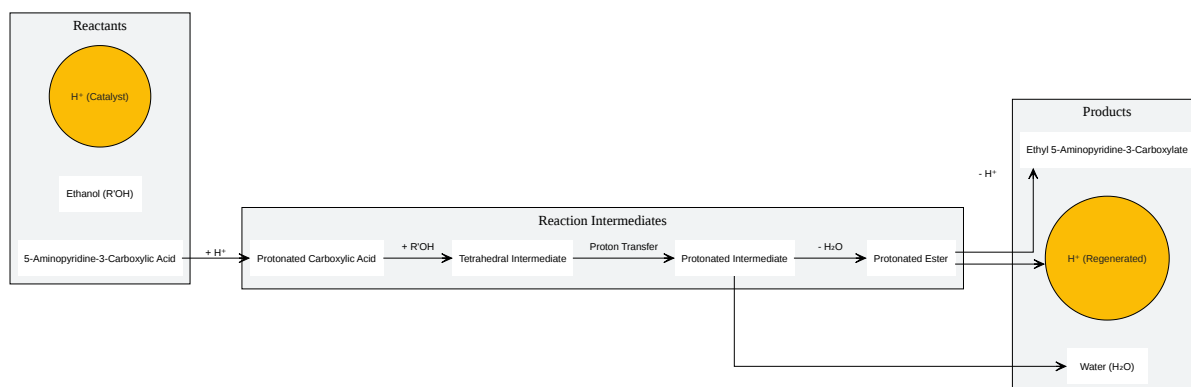 Reactants
H⁺ (Catalyst)
Ethanol (R'OH)
5-Aminopyridine-3-Carboxylic Acid
+ H⁺
Reaction Intermediates
Protonated Carboxylic Acid
+ R'OH
Tetrahedral Intermediate
Proton Transfer
Protonated Intermediate
- H₂O
Protonated Ester
- H⁺
Products
Ethyl 5-Aminopyridine-3-Carboxylate
H⁺ (Regenerated)
Water (H₂O)